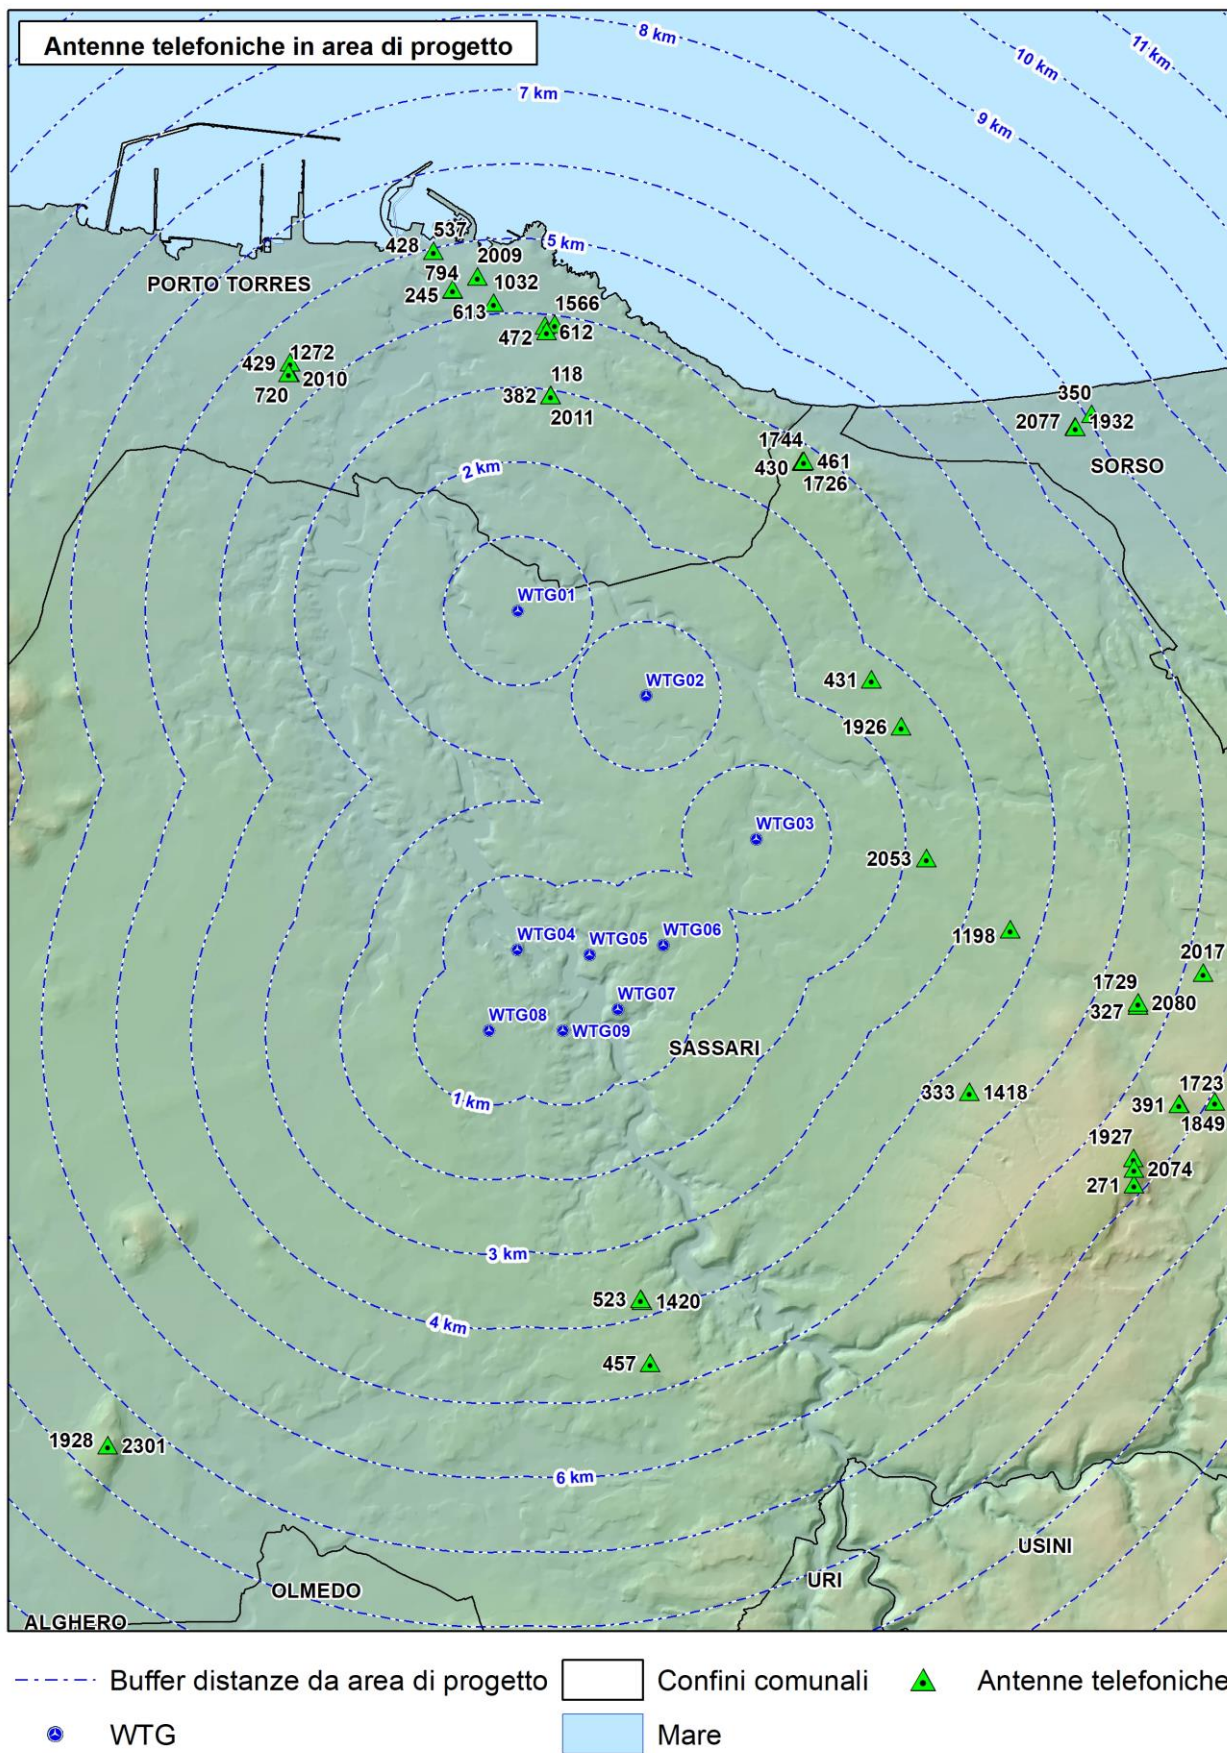 Antenne telefoniche in area di progetto
8 km
11 km
10 km
7 km
9 km
537
428
5 km
2009
PORTO TORRES
794
1032
245
613
1566
472
612
429
1272
720
2010
118
382
2011
350
2077
1932
1744
430
461
1726
SORSO
2 km
WTG01
WTG02
431
1926
WTG03
2053
WTG04
WTG05
WTG06
1198
2017
1729
327
2080
WTG07
WTG08
WTG09
SASSARI
1 km
333
1418
1723
391
1849
1927
2074
271
3 km
523
1420
4 km
457
1928
2301
6 km
USINI
URI
OLMEDO
ALGHERO
Buffer distanze da area di progetto
Confini comunali
Antenne telefoniche
WTG
Mare